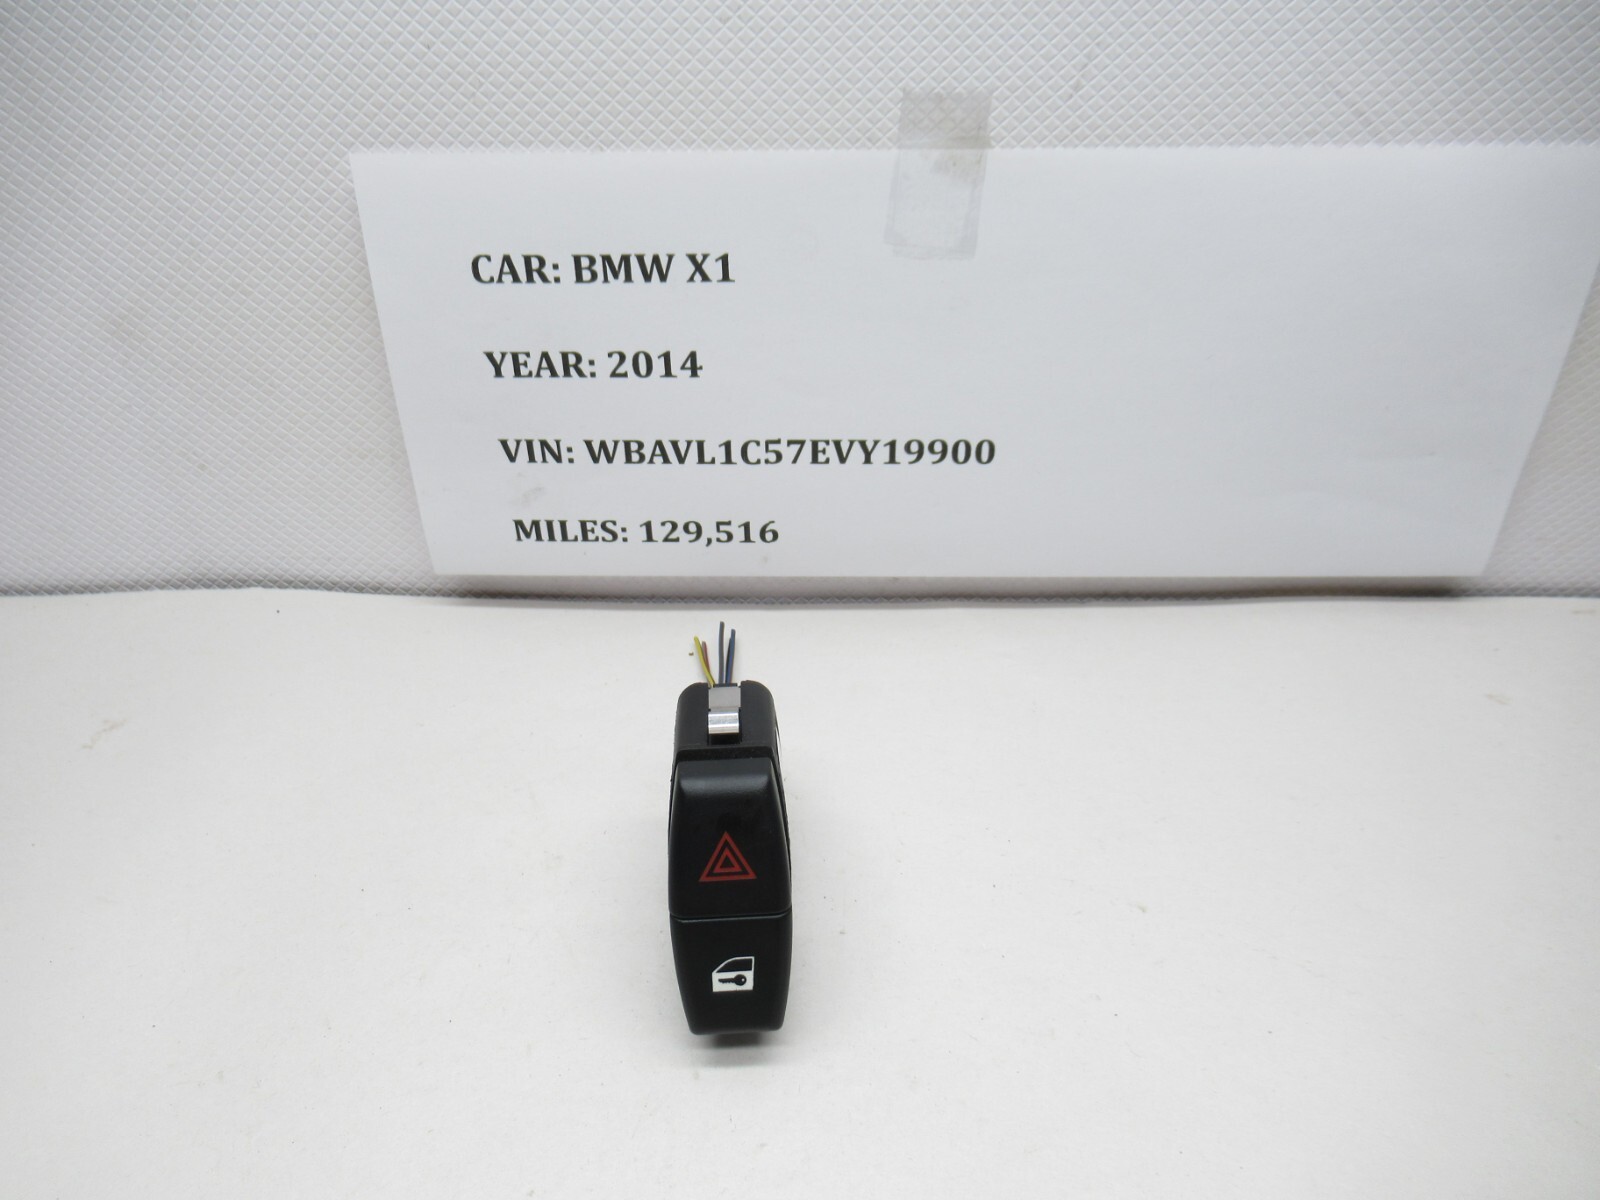 CAR: BMW X1
YEAR: 2014
VIN: WBAVL1C57EVY19900
MILES: 129,516